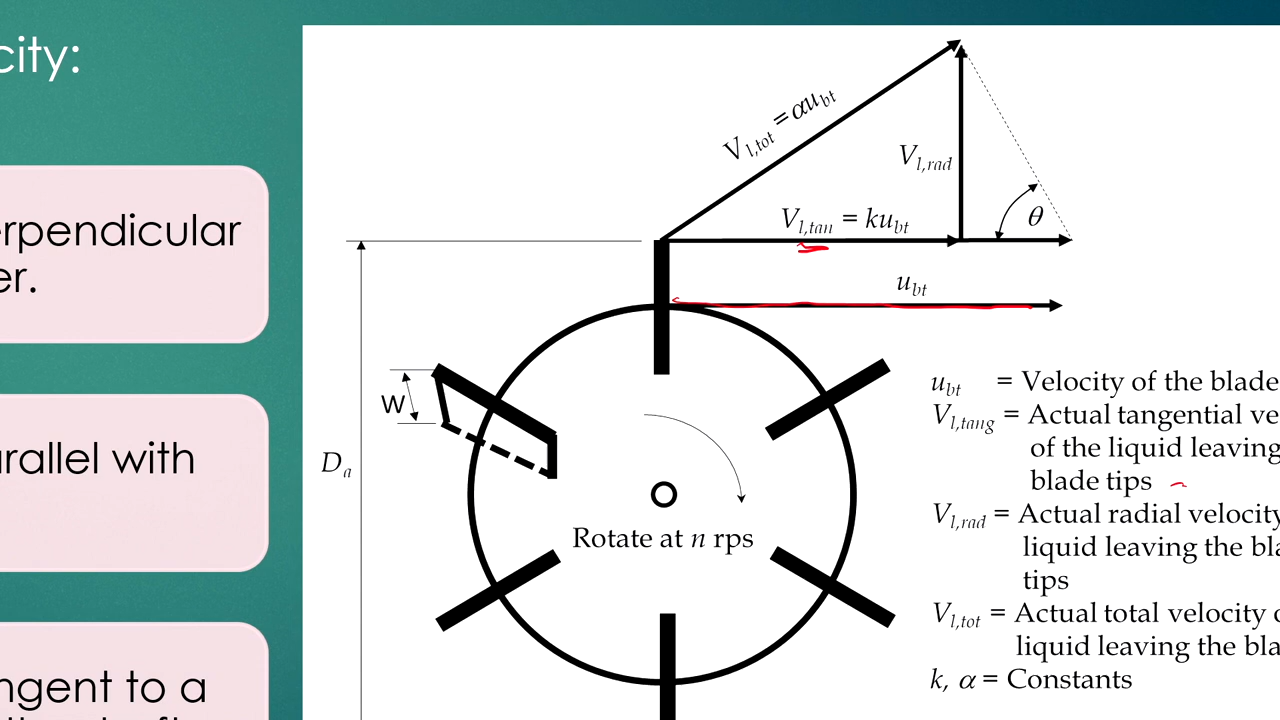 city:
erpendicular
er.
arallel with
ngent to a
V_{l,tot} = αu_{bt}
V_{l,rad}
θ
V_{l,tan} = ku_{bt}
u_{bt}
W
D_a
Rotate at n rps
u_{bt} = Velocity of the blade
V_{l,tang} = Actual tangential ve
of the liquid leaving
blade tips
V_{l,rad} = Actual radial velocity
liquid leaving the bla
tips
V_{l,tot} = Actual total velocity o
liquid leaving the bla
k, α = Constants